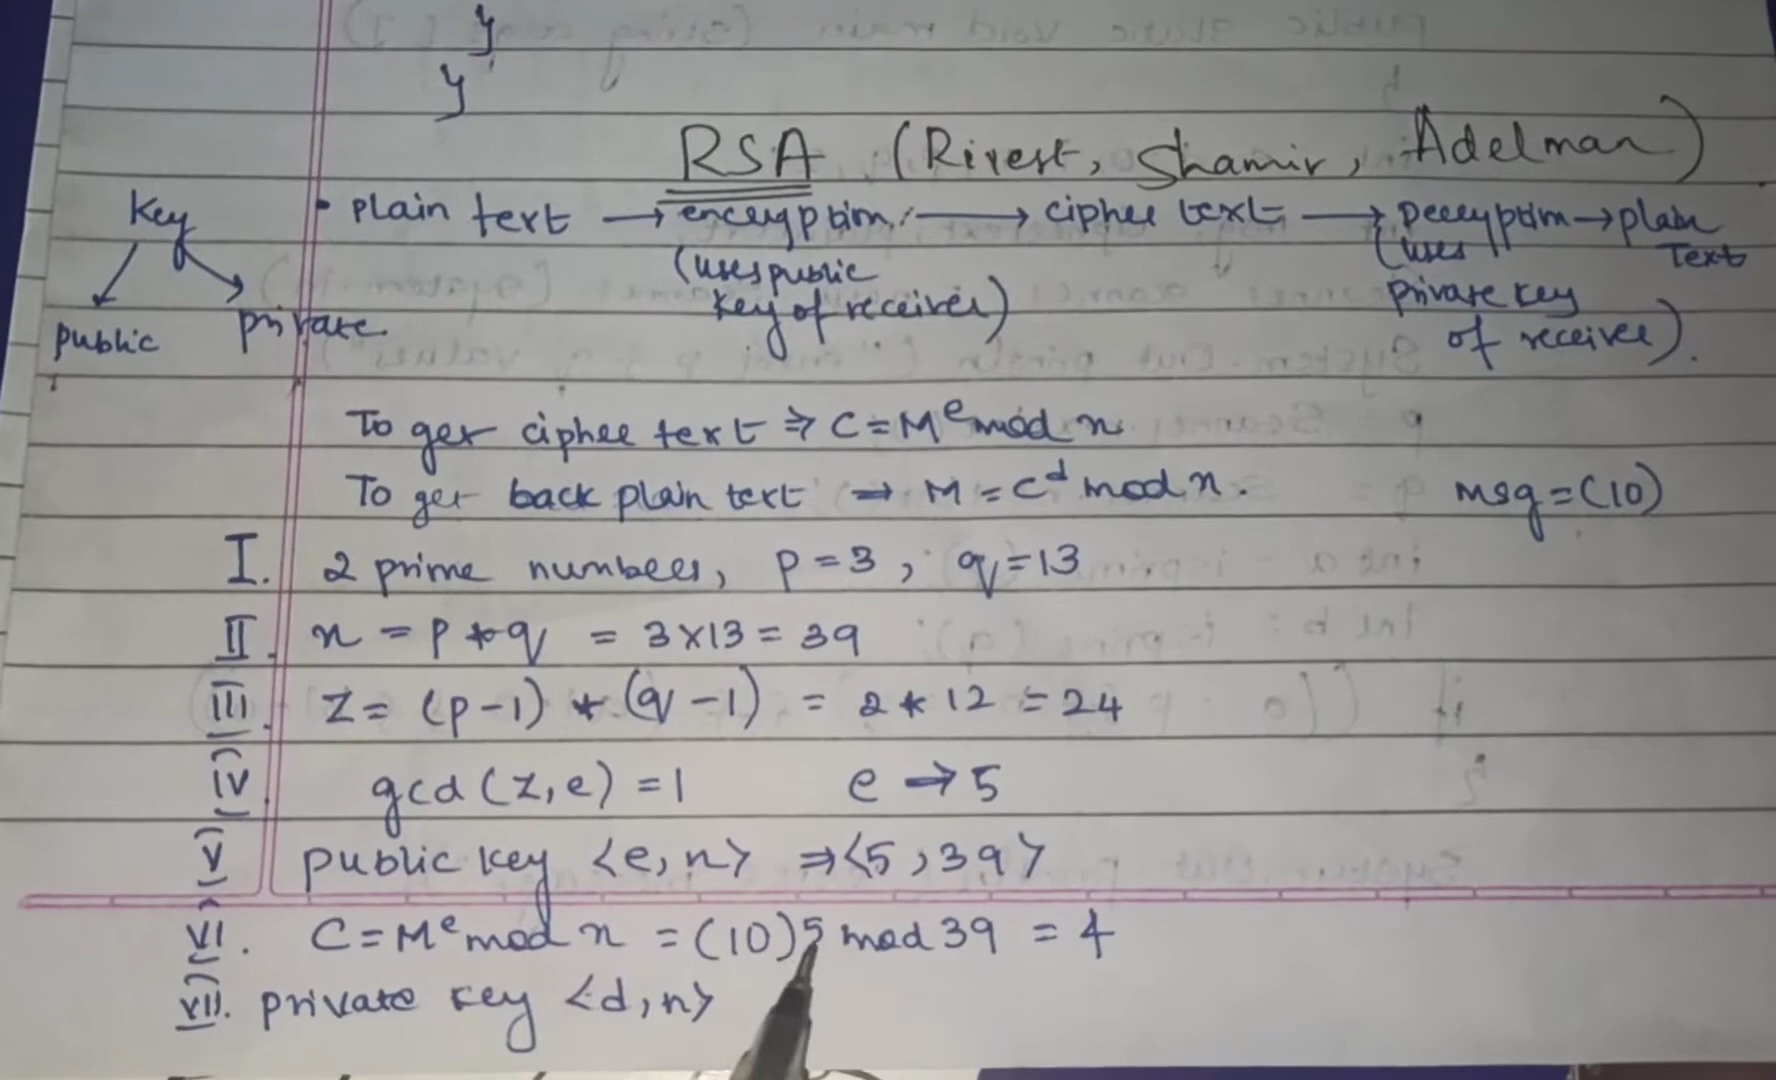 y
y
RSA (Rivest, Shamir, Adelman)
Key
public
private
• plain text → encryption → cipher text → Decryption → plain Text
(uses public key of receiver)
(uses private key of receiver).
To get cipher text ⇒ C = M^e mod n
To get back plain text → M = C^d mod n.
msg = (10)
I. 2 prime numbers, p = 3, q = 13
II. n = p * q = 3 x 13 = 39
III. Z = (p-1) * (q-1) = 2 * 12 = 24
IV gcd (z, e) = 1 e → 5
V public key <e, n> ⇒ <5, 39>
VI. C = M^e mod n = (10)^5 mod 39 = 4
VII. private key <d, n>